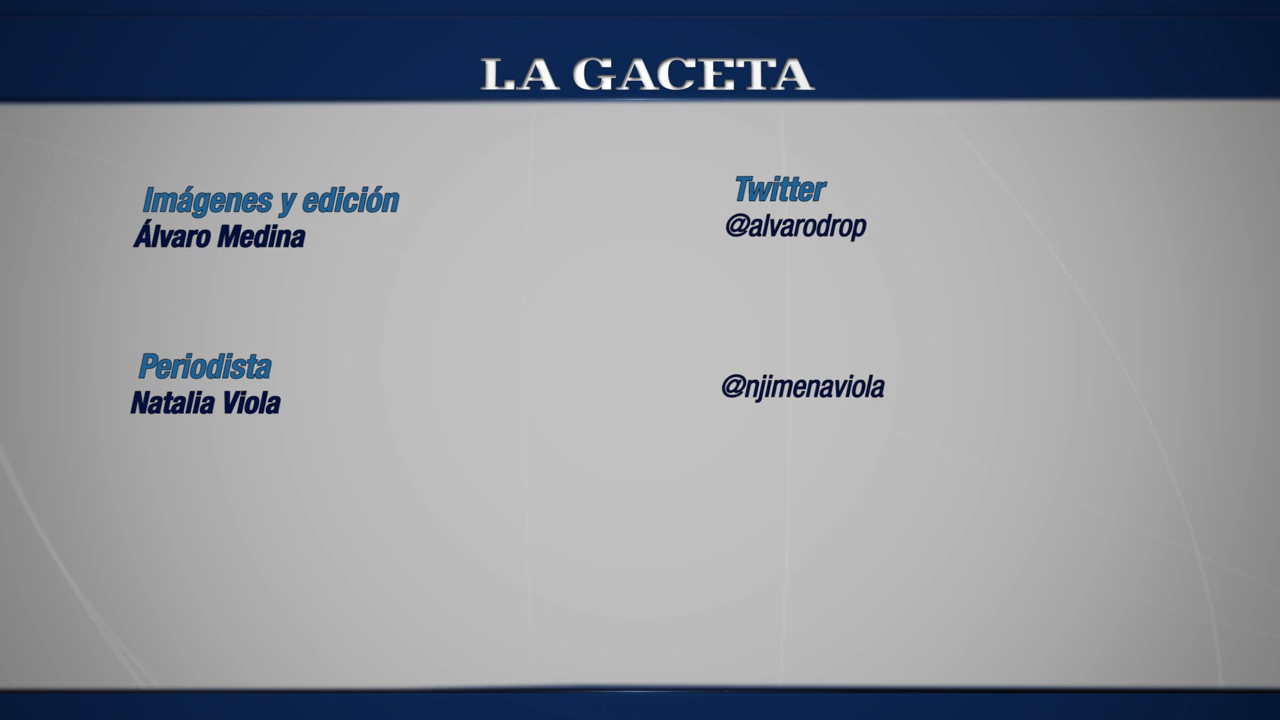 LA GACETA
Imágenes y edición
Álvaro Medina
Twitter
@alvarodrop
Periodista
Natalia Viola
@njimenaviola